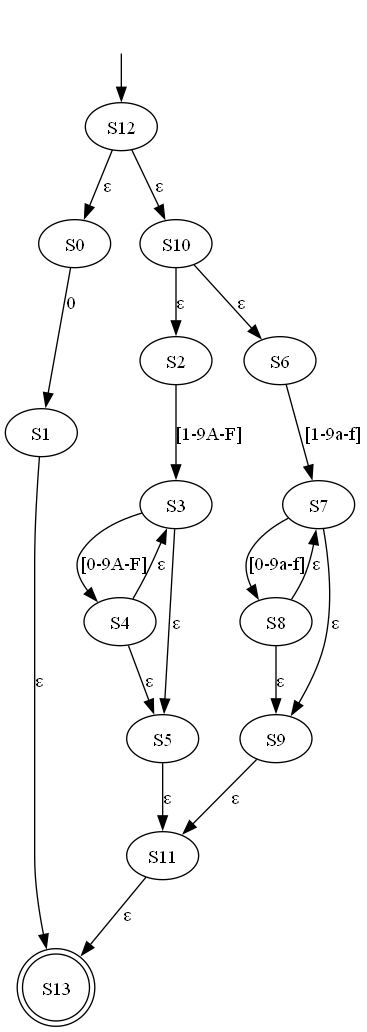 S12
ε ε
S0 S10
0 ε ε
S2 S6
S1 [1-9A-F] [1-9a-f]
S3 S7
[0-9A-F] ε [0-9a-f] ε
S4 ε S8 ε
ε ε ε
S5 S9
ε ε
S11
ε
S13